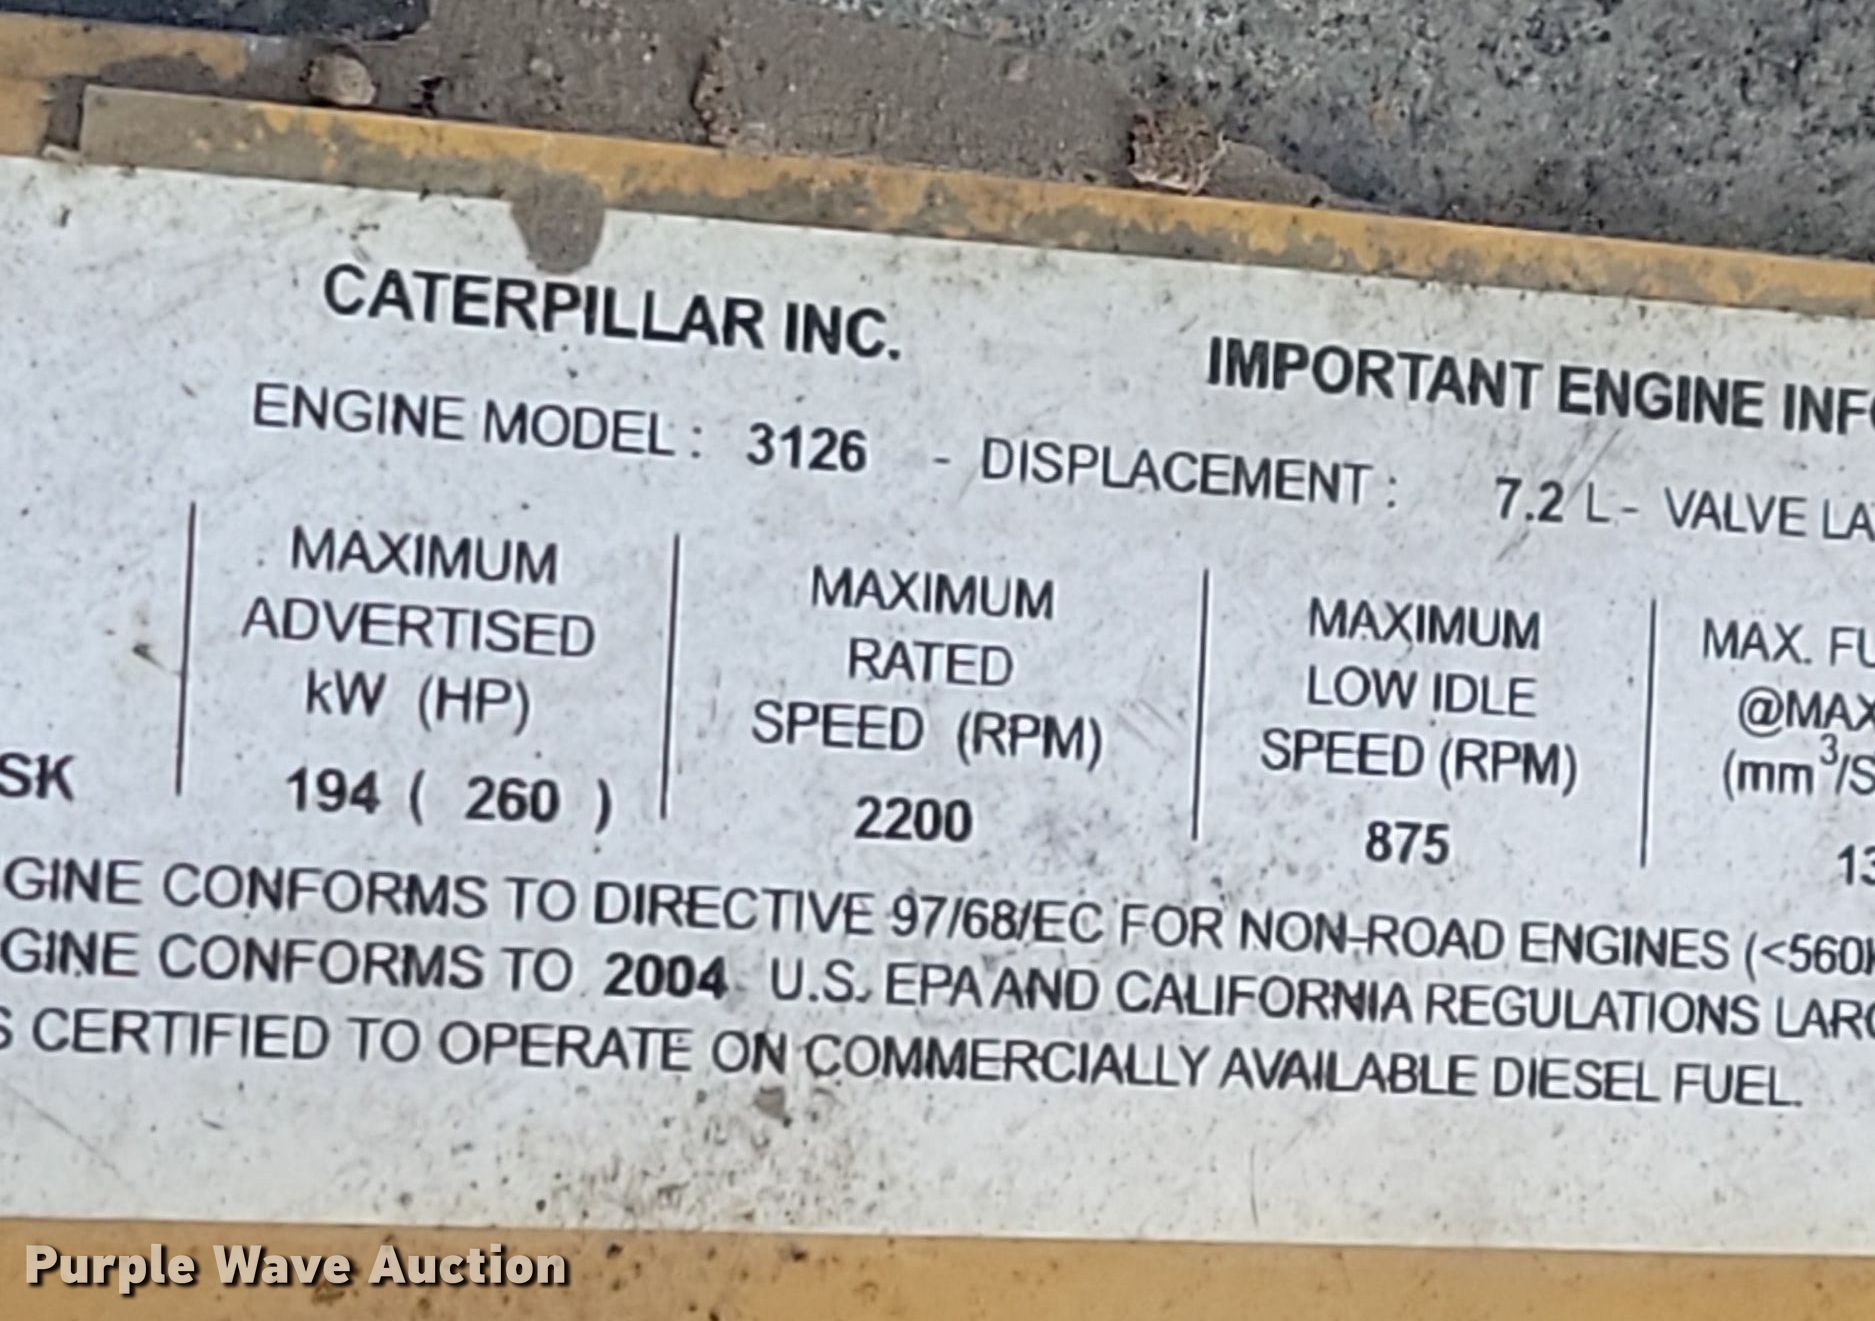 CATERPILLAR INC.
IMPORTANT ENGINE INFO
ENGINE MODEL : 3126 - DISPLACEMENT : 7.2 L - VALVE LA
MAXIMUM
ADVERTISED
kW (HP)
194 ( 260 )
MAXIMUM
RATED
SPEED (RPM)
2200
MAXIMUM
LOW IDLE
SPEED (RPM)
875
MAX. FU
@MAX
(mm³/S
13
SK
GINE CONFORMS TO DIRECTIVE 97/68/EC FOR NON-ROAD ENGINES (<560
GINE CONFORMS TO 2004 U.S. EPA AND CALIFORNIA REGULATIONS LARG
S CERTIFIED TO OPERATE ON COMMERCIALLY AVAILABLE DIESEL FUEL.
Purple Wave Auction